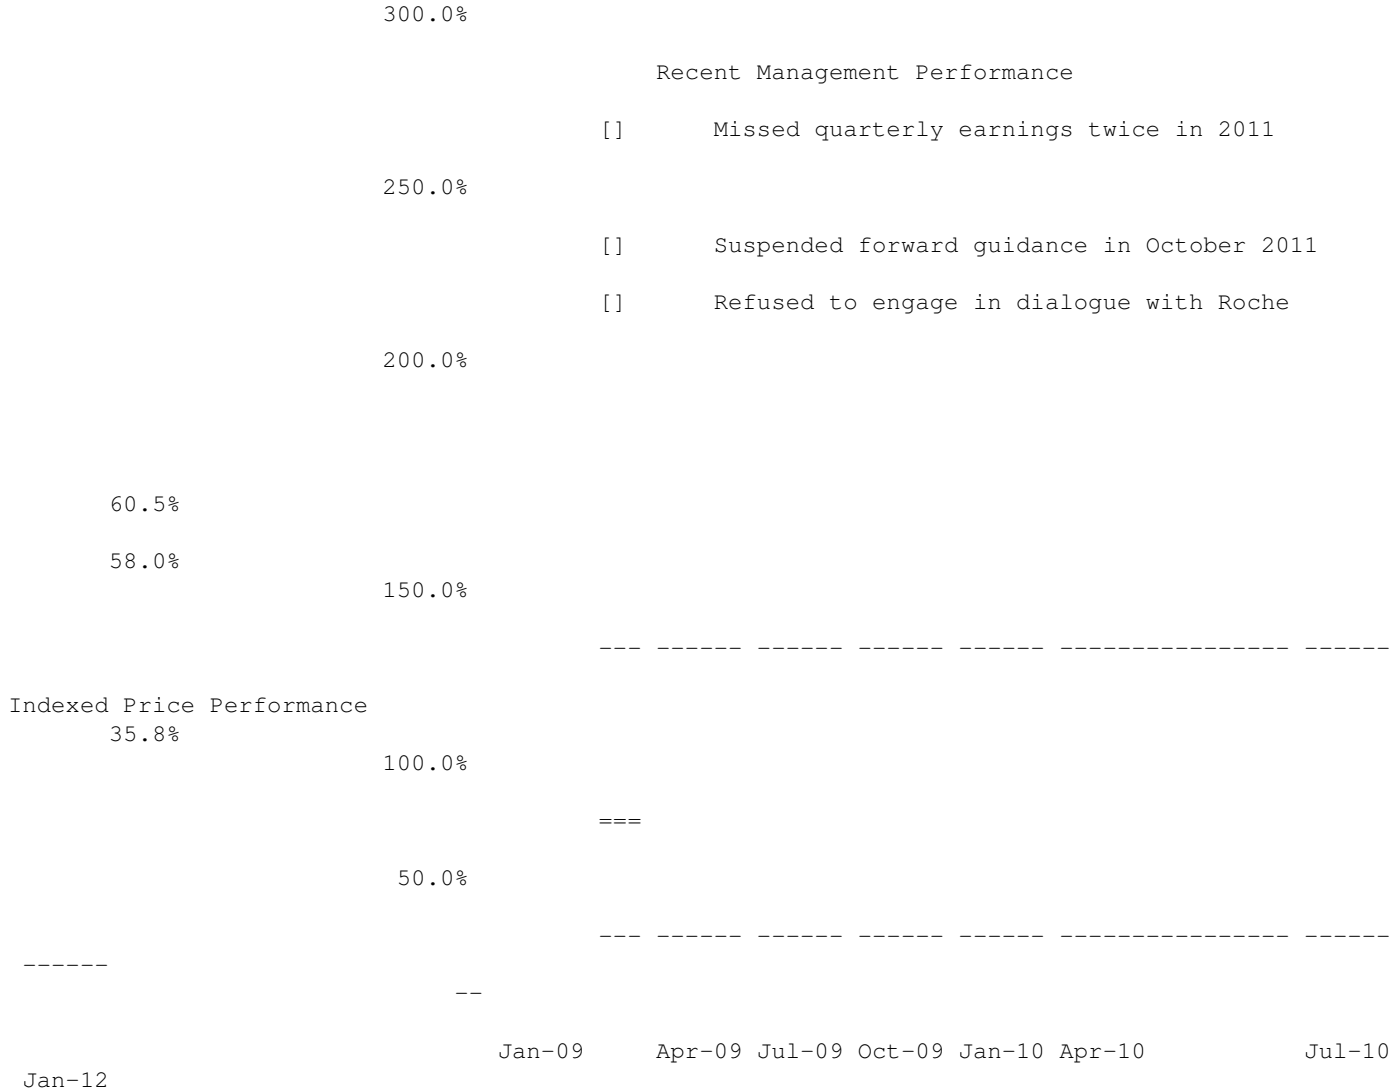 300.0%
Recent Management Performance
[] Missed quarterly earnings twice in 2011
250.0%
[] Suspended forward guidance in October 2011
[] Refused to engage in dialogue with Roche
200.0%
60.5%
58.0%
150.0%
--- ------ ------ ------ ------ ---------------- ------
Indexed Price Performance
35.8%
100.0%
===
50.0%
--- ------ ------ ------ ------ ---------------- ------
------
--
Jan-09 Apr-09 Jul-09 Oct-09 Jan-10 Apr-10 Jul-10
Jan-12